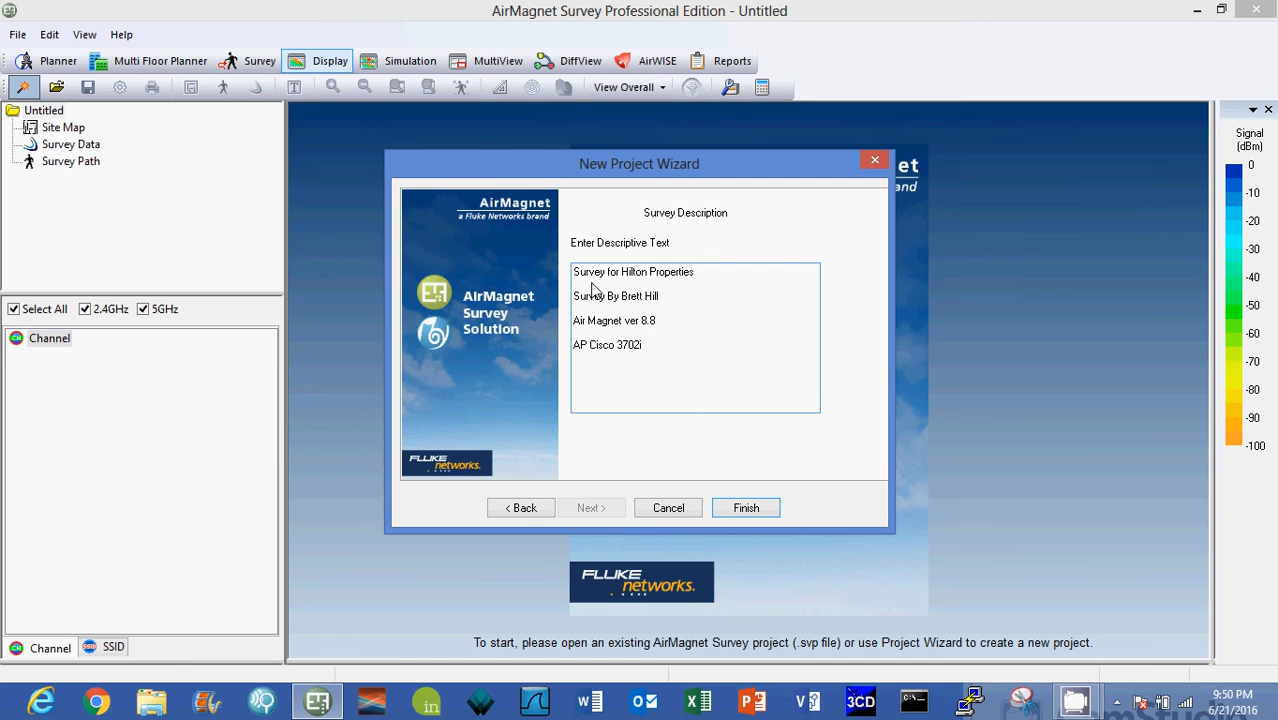 AirMagnet Survey Professional Edition - Untitled
File Edit View Help
Planner Multi Floor Planner Survey Display Simulation MultiView DiffView AirWISE Reports
View Overall
Untitled
Site Map
Survey Data
Survey Path
Select All 2.4GHz 5GHz
Channel
Channel SSID
New Project Wizard
AirMagnet
a Fluke Networks brand
AirMagnet
Survey
Solution
FLUKE
networks.
Survey Description
Enter Descriptive Text
Survey for Hilton Properties
Survey By Brett Hill
Air Magnet ver 8.8
AP Cisco 3702i
< Back Next > Cancel Finish
FLUKE
networks.
To start, please open an existing AirMagnet Survey project (.svp file) or use Project Wizard to create a new project.
Signal
(dBm)
0
-10
-20
-30
-40
-50
-60
-70
-80
-90
-100
3CD
9:50 PM
6/21/2016